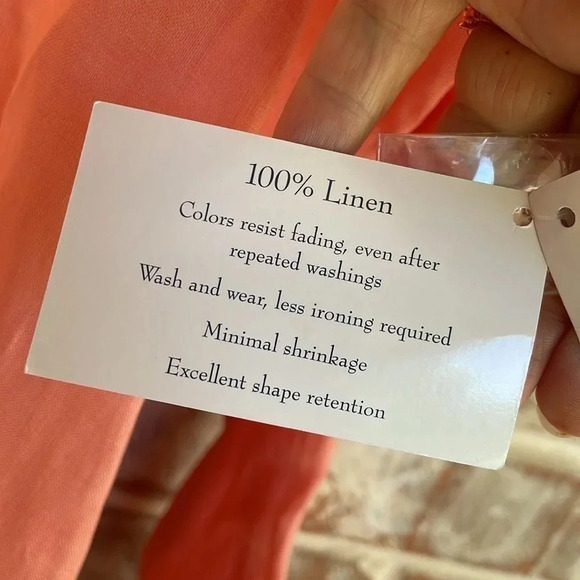 100% Linen
Colors resist fading, even after
repeated washings
Wash and wear, less ironing required
Minimal shrinkage
Excellent shape retention